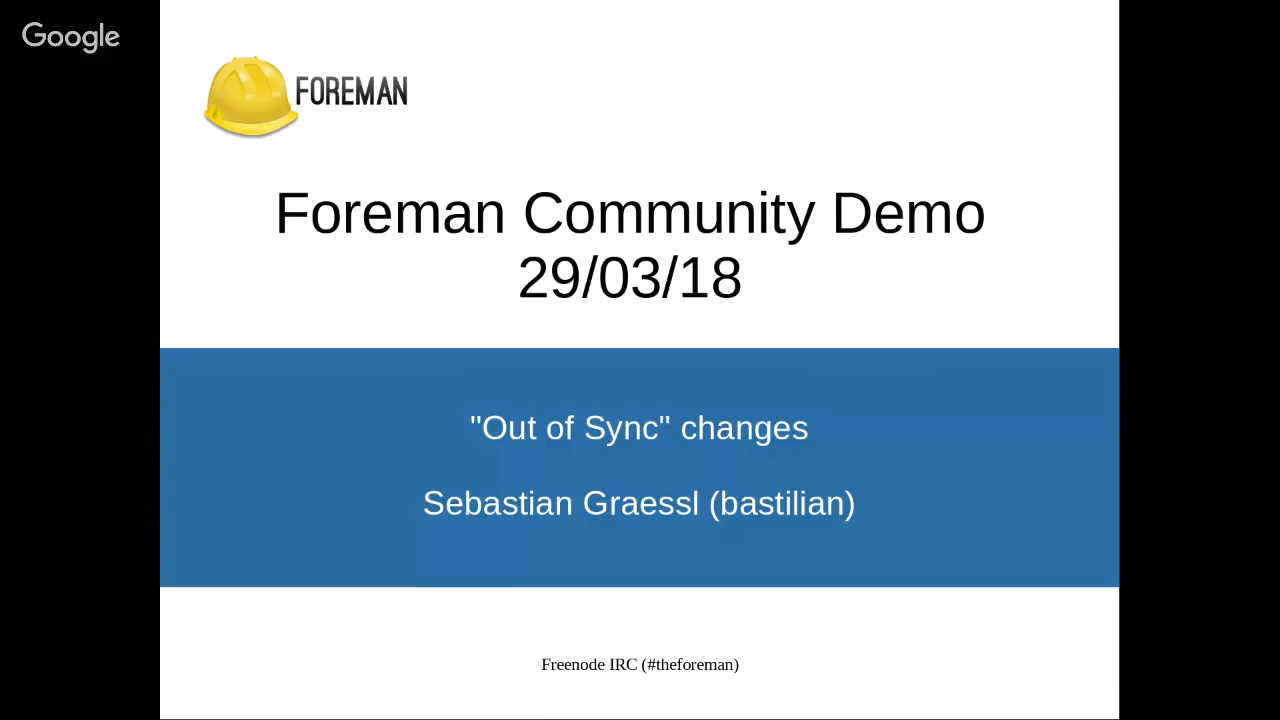 Google
FOREMAN
Foreman Community Demo
29/03/18
"Out of Sync" changes
Sebastian Graessl (bastilian)
Freenode IRC (#theforeman)